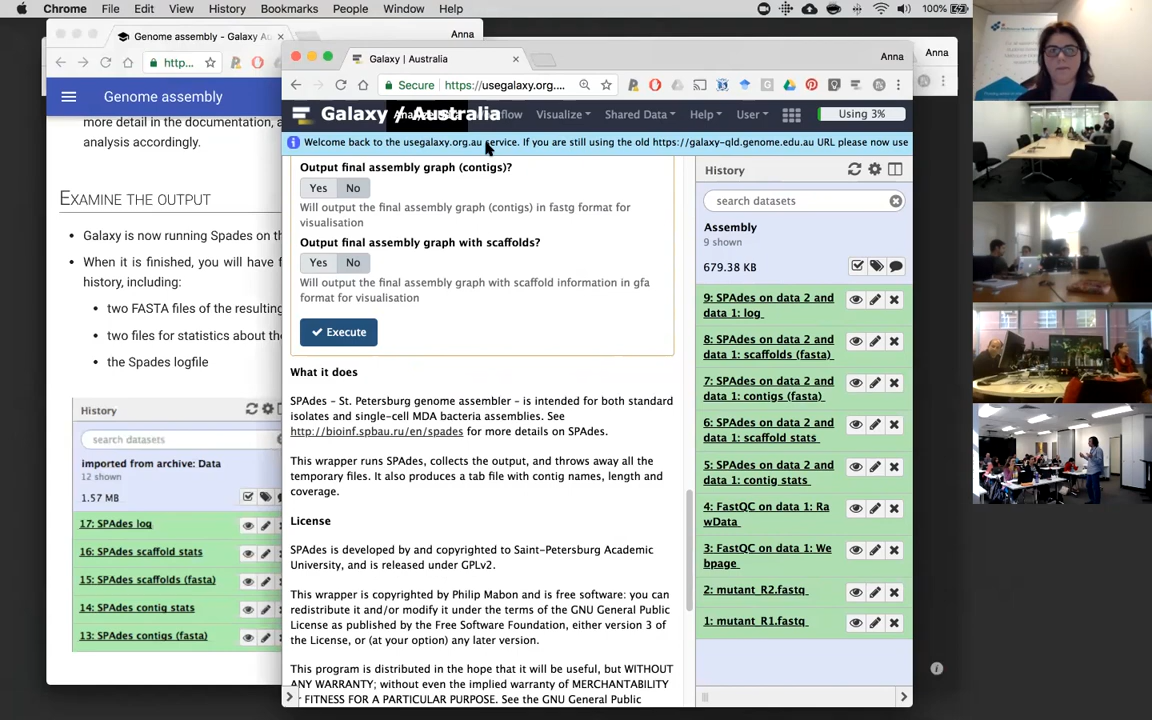 Chrome File Edit View History Bookmarks People Window Help 100%
Genome assembly - Galaxy Au
Anna
http...
Genome assembly
more detail in the documentation, a
analysis accordingly.
EXAMINE THE OUTPUT
Galaxy is now running Spades on th
When it is finished, you will have f
history, including:
two FASTA files of the resulting
two files for statistics about the
the Spades logfile
History
search datasets
imported from archive: Data
12 shown
1.57 MB
17: SPAdes log
16: SPAdes scaffold stats
15: SPAdes scaffolds (fasta)
14: SPAdes contig stats
13: SPAdes contigs (fasta)
Anna
Galaxy | Australia
Anna
Secure https://usegalaxy.org....
Galaxy / Australia
Visualize Shared Data Help User Using 3%
Welcome back to the usegalaxy.org.au service. If you are still using the old https://galaxy-qld.genome.edu.au URL please now use
Output final assembly graph (contigs)?
Yes No
Will output the final assembly graph (contigs) in fastg format for
visualisation
Output final assembly graph with scaffolds?
Yes No
Will output the final assembly graph with scaffold information in gfa
format for visualisation
Execute
What it does
SPAdes - St. Petersburg genome assembler - is intended for both standard
isolates and single-cell MDA bacteria assemblies. See
http://bioinf.spbau.ru/en/spades for more details on SPAdes.
This wrapper runs SPAdes, collects the output, and throws away all the
temporary files. It also produces a tab file with contig names, length and
coverage.
License
SPAdes is developed by and copyrighted to Saint-Petersburg Academic
University, and is released under GPLv2.
This wrapper is copyrighted by Philip Mabon and is free software: you can
redistribute it and/or modify it under the terms of the GNU General Public
License as published by the Free Software Foundation, either version 3 of
the License, or (at your option) any later version.
This program is distributed in the hope that it will be useful, but WITHOUT
ANY WARRANTY; without even the implied warranty of MERCHANTABILITY
FITNESS FOR A PARTICULAR PURPOSE. See the GNU General Public
History
search datasets
Assembly
9 shown
679.38 KB
9: SPAdes on data 2 and
data 1: log
8: SPAdes on data 2 and
data 1: scaffolds (fasta)
7: SPAdes on data 2 and
data 1: contigs (fasta)
6: SPAdes on data 2 and
data 1: scaffold stats
5: SPAdes on data 2 and
data 1: contig stats
4: FastQC on data 1: Ra
wData
3: FastQC on data 1: We
bpage
2: mutant_R2.fastq
1: mutant_R1.fastq